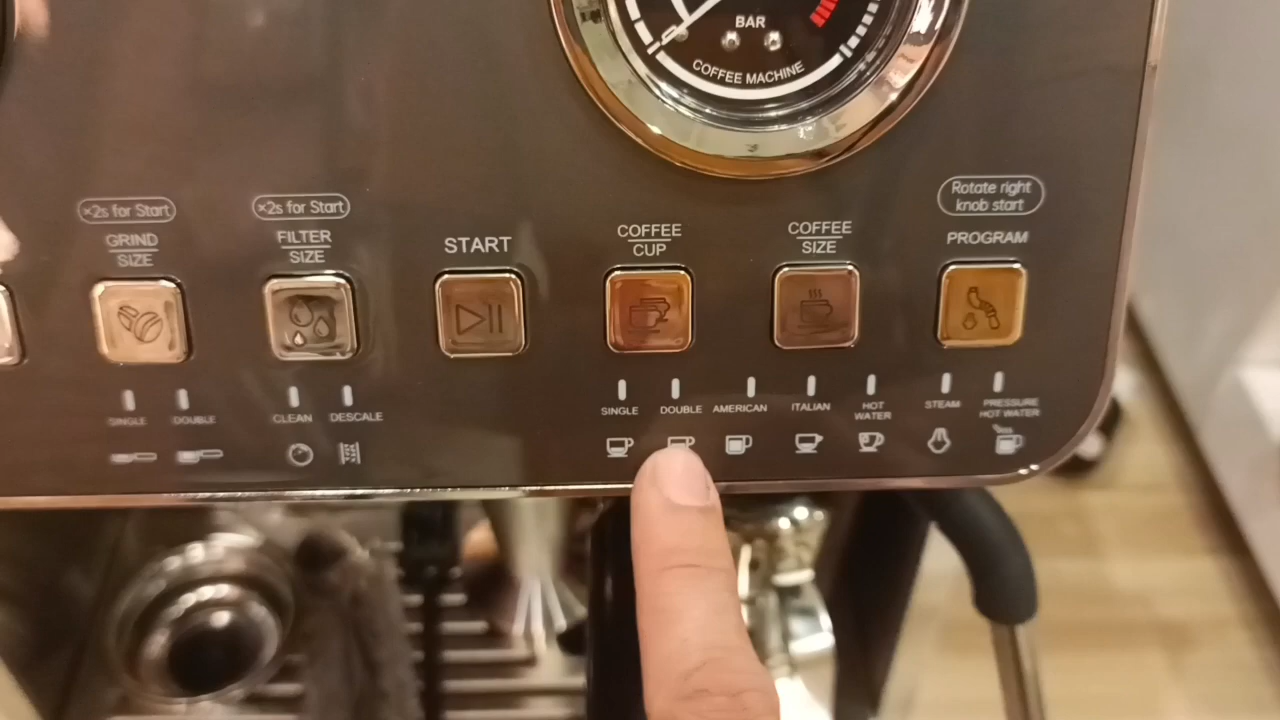 BAR
COFFEE MACHINE
×2s for Start
GRIND
SIZE
×2s for Start
FILTER
SIZE
START
COFFEE
CUP
COFFEE
SIZE
Rotate right
knob start
PROGRAM
SINGLE
DOUBLE
CLEAN
DESCALE
SINGLE
DOUBLE
AMERICAN
ITALIAN
HOT
WATER
STEAM
PRESSURE
HOT WATER